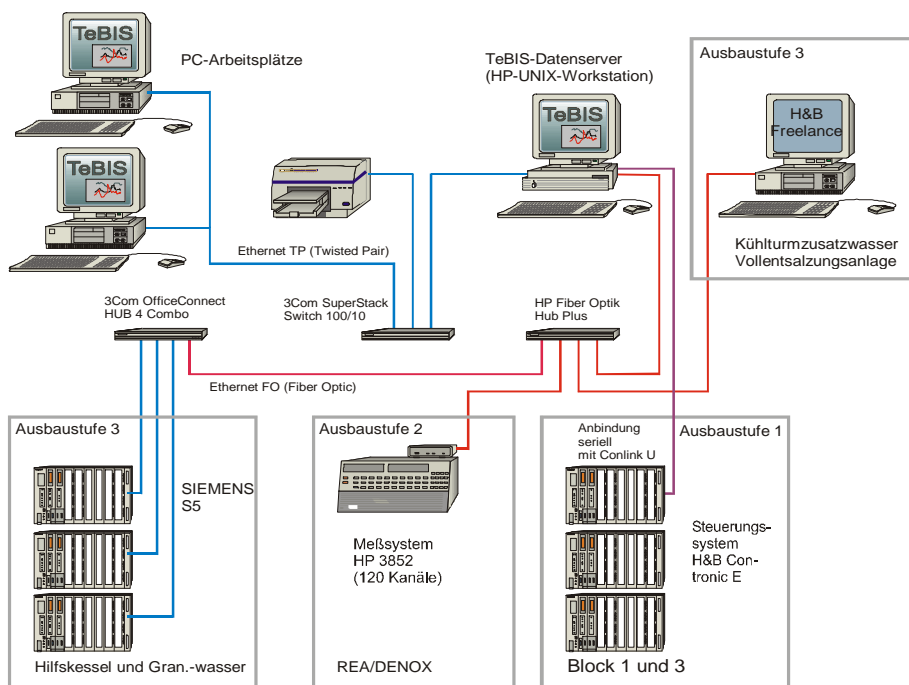 TeBIS
PC-Arbeitsplätze
TeBIS-Datenserver
(HP-UNIX-Workstation)
Ausbaustufe 3
TeBIS
H&B
Freelance
TeBIS
Ethernet TP (Twisted Pair)
Kühlturmzusatzwasser
Vollentsalzungsanlage
3Com OfficeConnect
HUB 4 Combo
3Com SuperStack
Switch 100/10
HP Fiber Optik
Hub Plus
Ethernet FO (Fiber Optic)
Ausbaustufe 3
SIEMENS
S5
Hilfskessel und Gran.-wasser
Ausbaustufe 2
Meßsystem
HP 3852
(120 Kanäle)
REA/DENOX
Anbindung
seriell
mit Conlink U
Ausbaustufe 1
Steuerungs-
system
H&B Con-
tronic E
Block 1 und 3